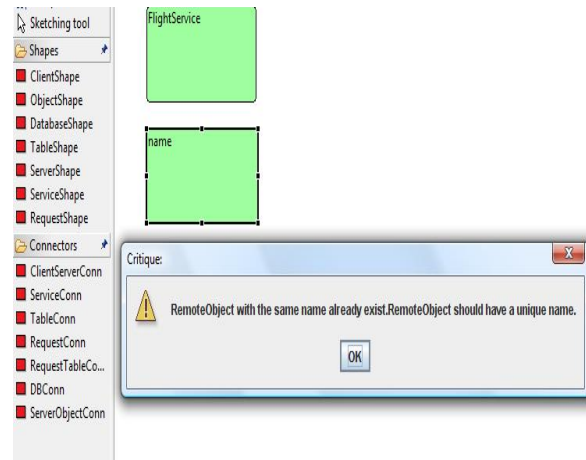 Sketching tool
Shapes
ClientShape
ObjectShape
DatabaseShape
TableShape
ServerShape
ServiceShape
RequestShape
Connectors
ClientServerConn
ServiceConn
TableConn
RequestConn
RequestTableCo...
DBConn
ServerObjectConn
FlightService
name
Critique:
RemoteObject with the same name already exist.RemoteObject should have a unique name.
OK